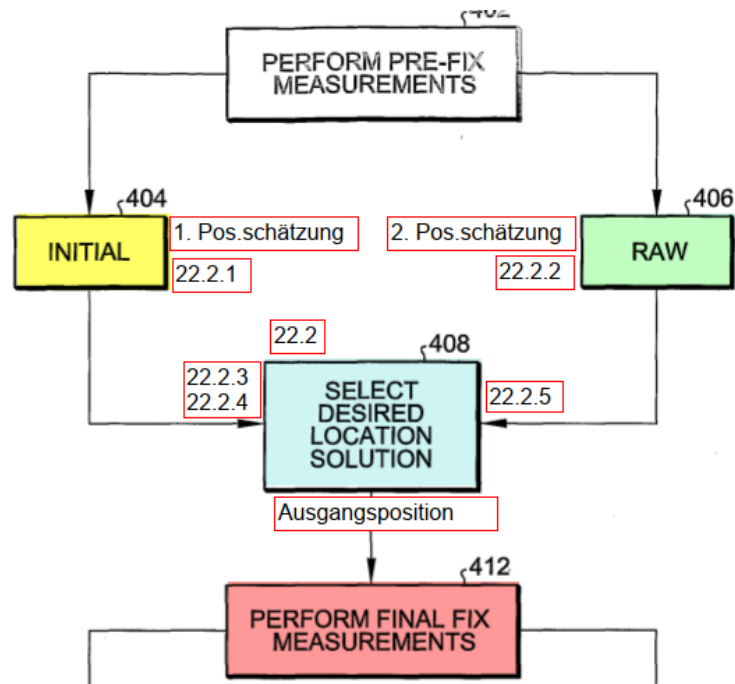 402
PERFORM PRE-FIX
MEASUREMENTS
404
INITIAL
1. Pos.schätzung
22.2.1
2. Pos.schätzung
22.2.2
406
RAW
22.2
408
22.2.3
22.2.4
SELECT
DESIRED
LOCATION
SOLUTION
22.2.5
Ausgangsposition
412
PERFORM FINAL FIX
MEASUREMENTS